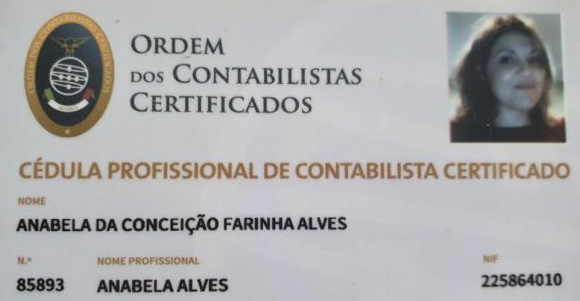 ORDEM
DOS CONTABILISTAS
CERTIFICADOS
CÉDULA PROFISSIONAL DE CONTABILISTA CERTIFICADO
NOME
ANABELA DA CONCEIÇÃO FARINHA ALVES
N.º NOME PROFISSIONAL NIF
85893 ANABELA ALVES 225864010